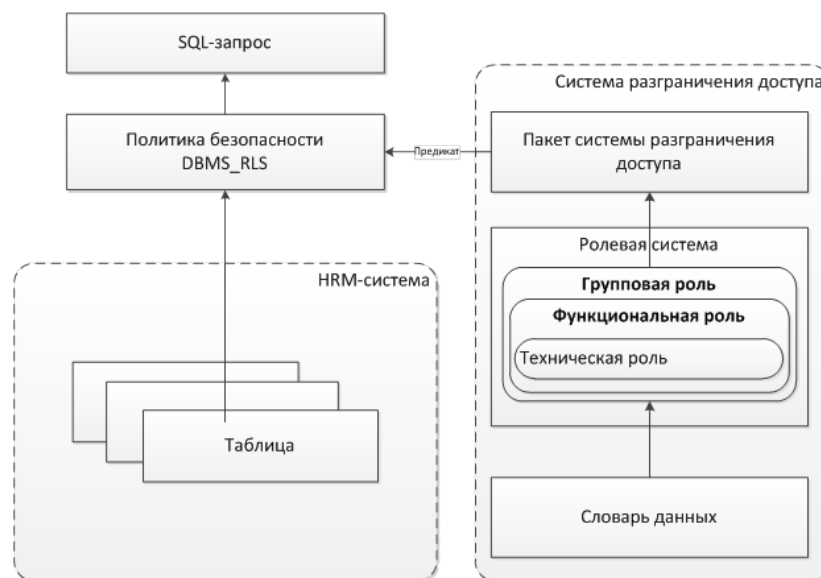 SQL-запрос
Политика безопасности
DBMS_RLS
HRM-система
Таблица
Система разграничения доступа
Предикат
Пакет системы разграничения
доступа
Ролевая система
Групповая роль
Функциональная роль
Техническая роль
Словарь данных